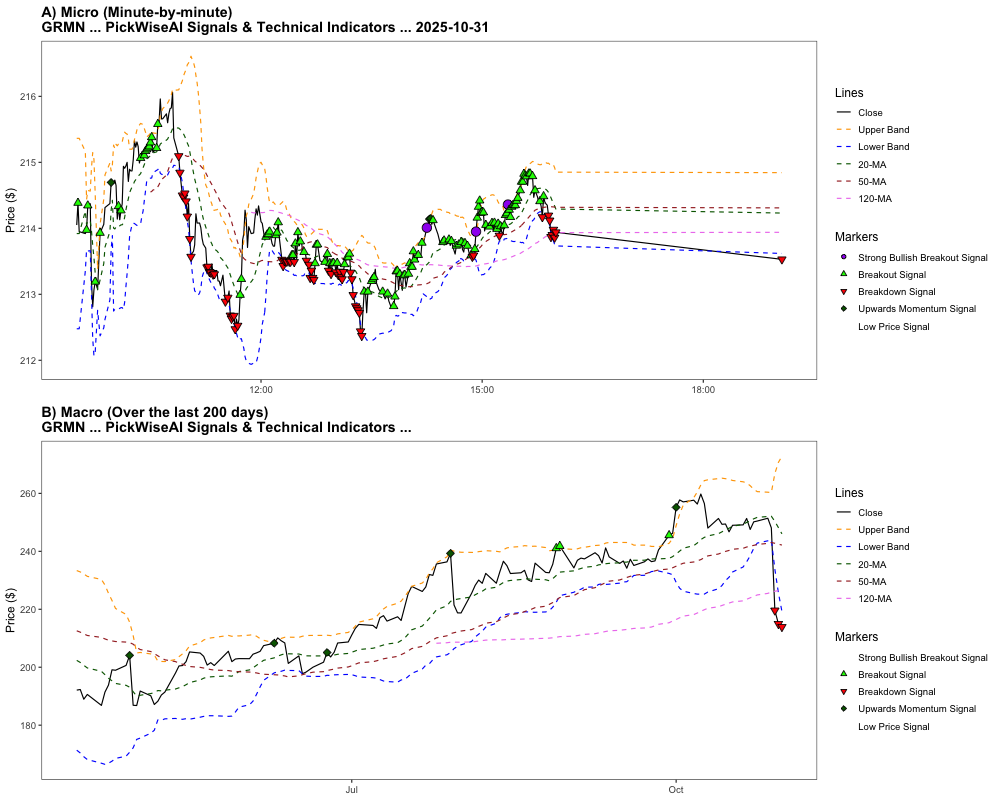 A) Micro (Minute-by-minute)
GRMN ... PickWiseAI Signals & Technical Indicators ... 2025-10-31
Price ($)
216
215
214
213
212
12:00
15:00
18:00
Lines
Close
Upper Band
Lower Band
20-MA
50-MA
120-MA
Markers
Strong Bullish Breakout Signal
Breakout Signal
Breakdown Signal
Upwards Momentum Signal
Low Price Signal
B) Macro (Over the last 200 days)
GRMN ... PickWiseAI Signals & Technical Indicators ...
Price ($)
260
240
220
200
180
Jul
Oct
Lines
Close
Upper Band
Lower Band
20-MA
50-MA
120-MA
Markers
Strong Bullish Breakout Signal
Breakout Signal
Breakdown Signal
Upwards Momentum Signal
Low Price Signal